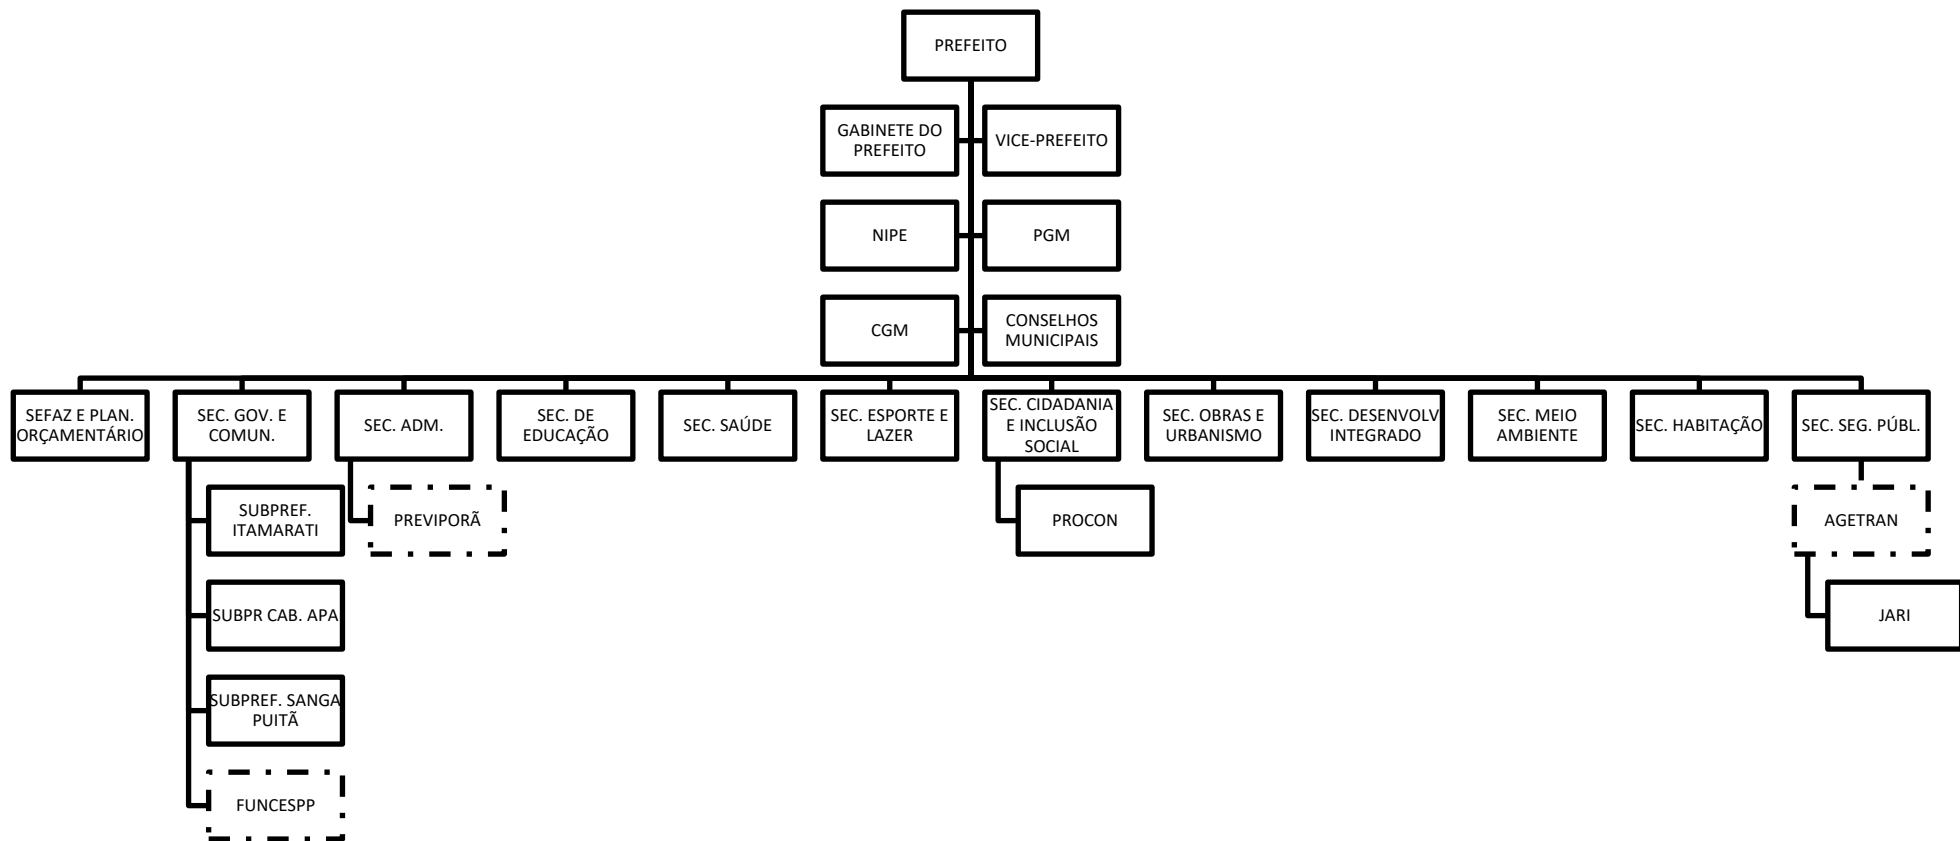 PREFEITO
GABINETE DO
PREFEITO
VICE-PREFEITO
NIPE
PGM
CGM
CONSELHOS
MUNICIPAIS
SEFAZ E PLAN.
ORÇAMENTÁRIO
SEC. GOV. E
COMUN.
SEC. ADM.
SEC. DE
EDUCAÇÃO
SEC. SAÚDE
SEC. ESPORTE E
LAZER
SEC. CIDADANIA
E INCLUSÃO
SOCIAL
SEC. OBRAS E
URBANISMO
SEC. DESENVOLV
INTEGRADO
SEC. MEIO
AMBIENTE
SEC. HABITAÇÃO
SEC. SEG. PÚBL.
SUBPREF.
ITAMARATI
PREVIPORÃ
PROCON
AGETRAN
SUBPR CAB. APA
JARI
SUBPREF. SANGA
PUITÃ
FUNCESPP